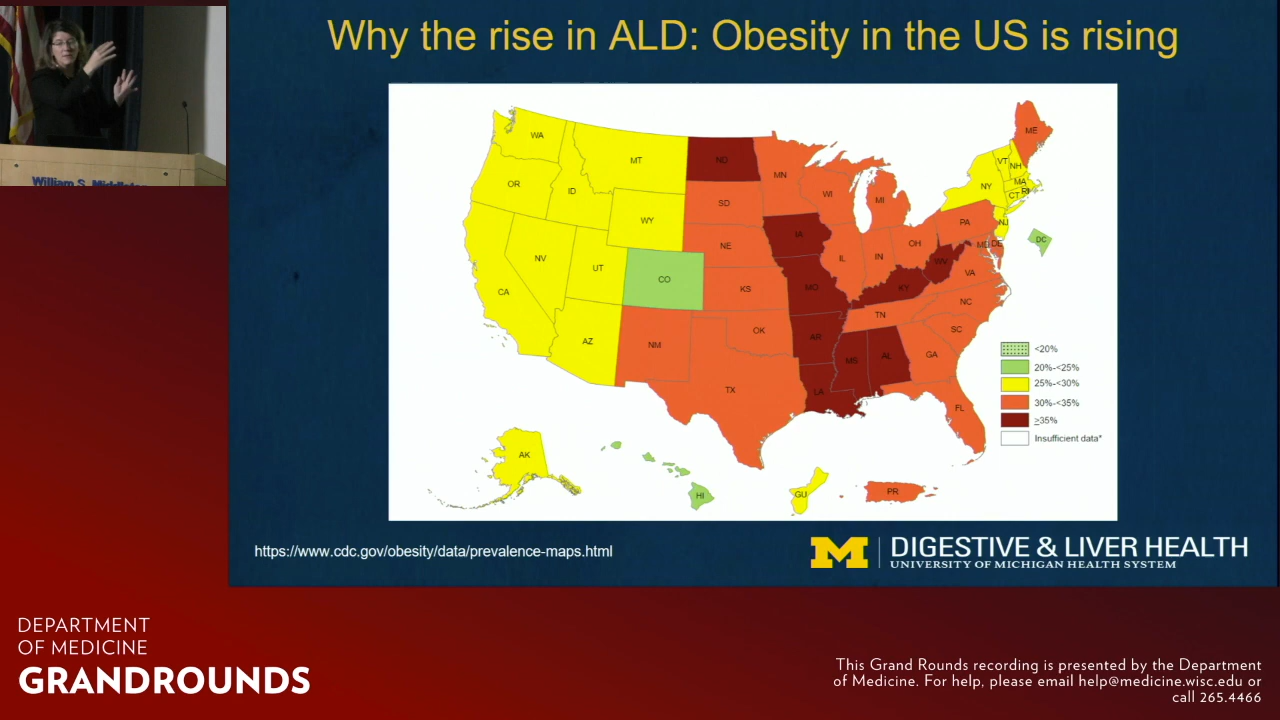 Why the rise in ALD: Obesity in the US is rising
WA
MT
ND
MN
ME
OR
ID
WY
SD
WI
MI
NY
VT
NH
MA
CT
RI
NV
UT
CO
NE
IA
IL
IN
OH
PA
NJ
MD
DE
DC
CA
AZ
NM
KS
MO
KY
WV
VA
OK
AR
TN
NC
SC
TX
LA
MS
AL
GA
FL
AK
HI
GU
PR
<20%
20%-<25%
25%-<30%
30%-<35%
≥35%
Insufficient data*
https://www.cdc.gov/obesity/data/prevalence-maps.html
M
DIGESTIVE & LIVER HEALTH
UNIVERSITY OF MICHIGAN HEALTH SYSTEM
William S. Middle
DEPARTMENT
OF MEDICINE
GRANDROUNDS
This Grand Rounds recording is presented by the Department
of Medicine. For help, please email help@medicine.wisc.edu or
call 265.4466